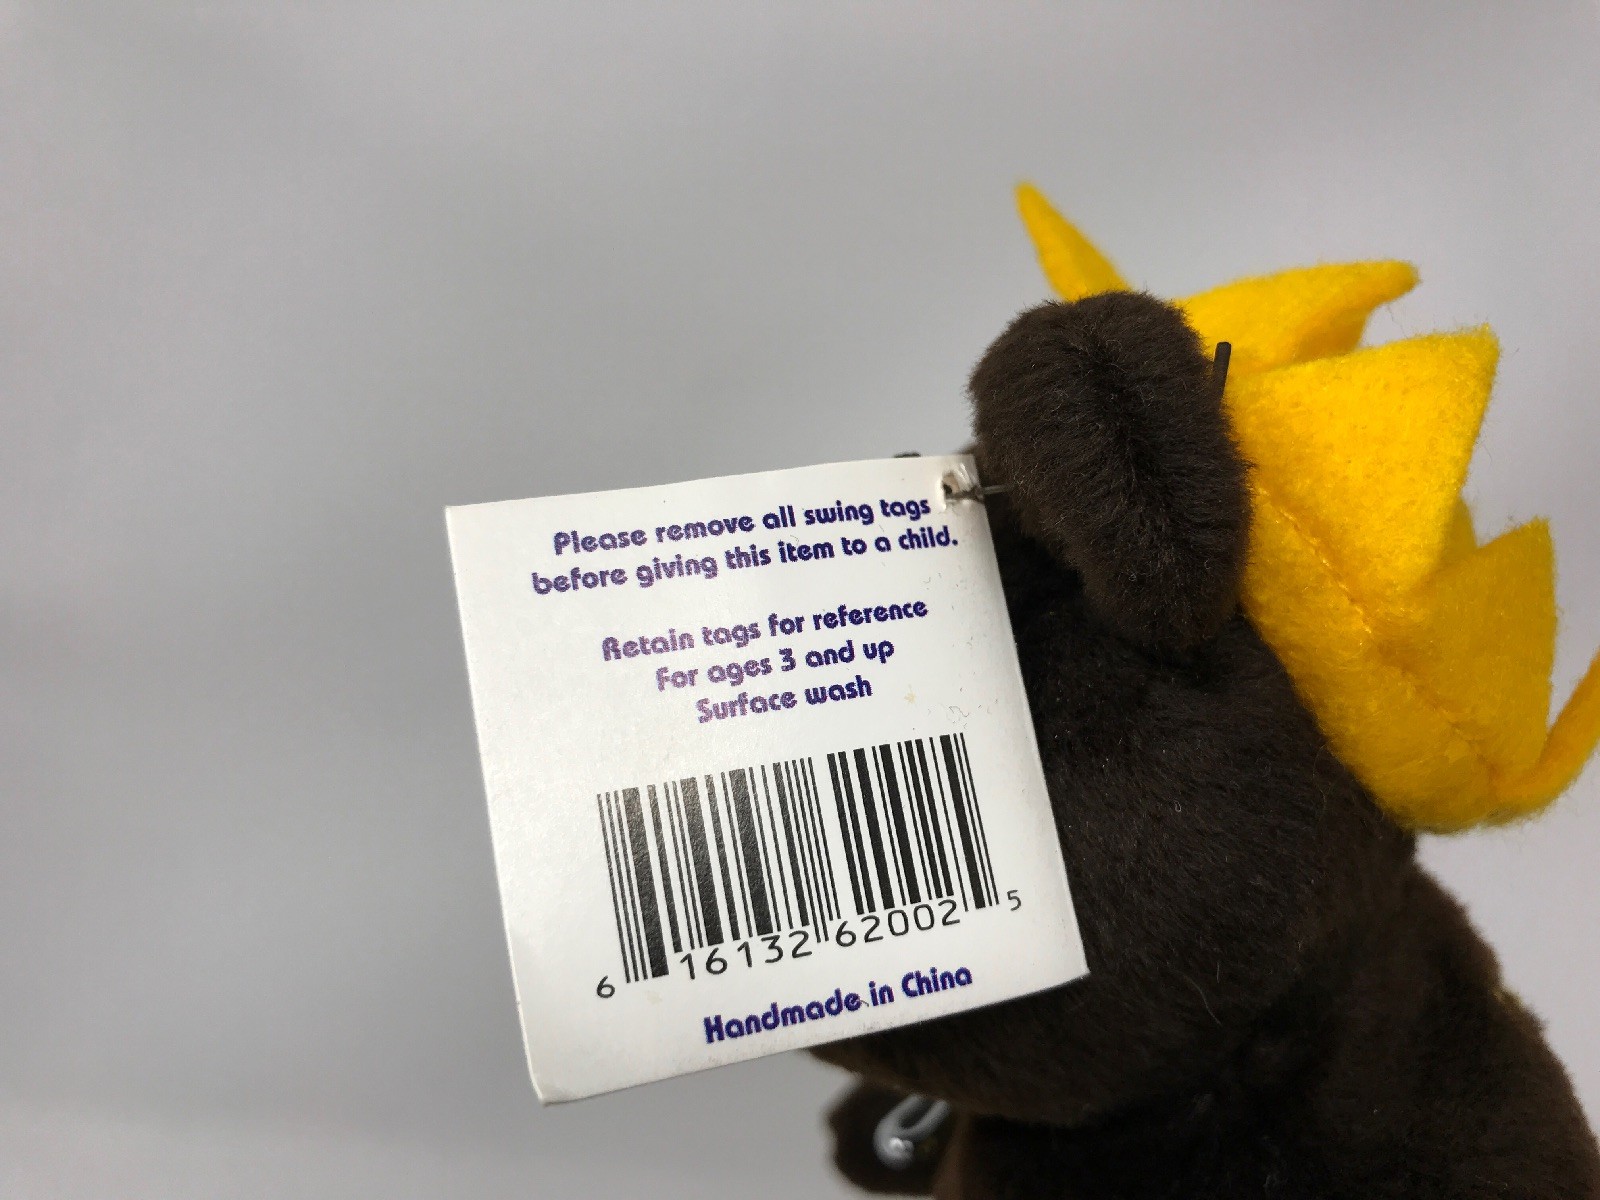 Please remove all swing tags
before giving this item to a child.
Retain tags for reference
For ages 3 and up
Surface wash
6 16132 62002 5
Handmade in China